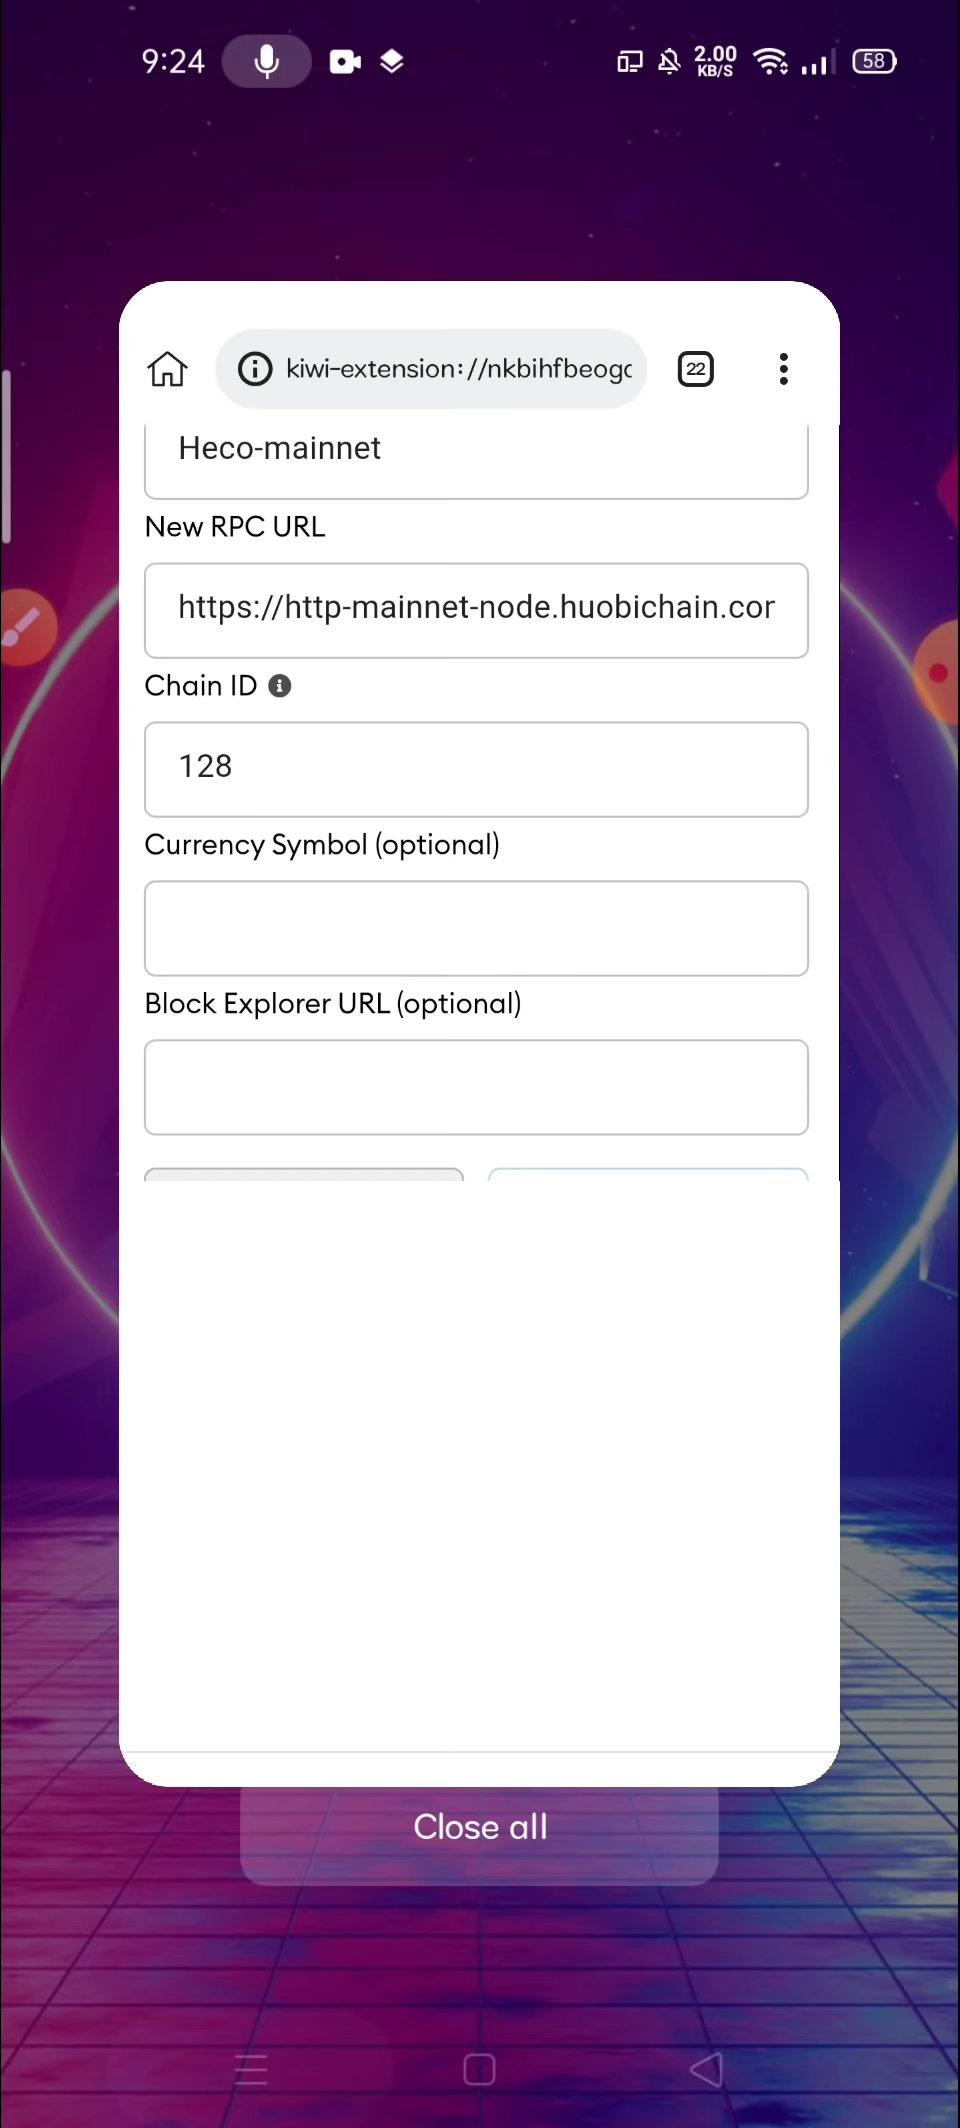 9:24
2.00
KB/S
58
kiwi-extension://nkbihfbeogc
22
Heco-mainnet
New RPC URL
https://http-mainnet-node.huobichain.cor
Chain ID
128
Currency Symbol (optional)
Block Explorer URL (optional)
Close all